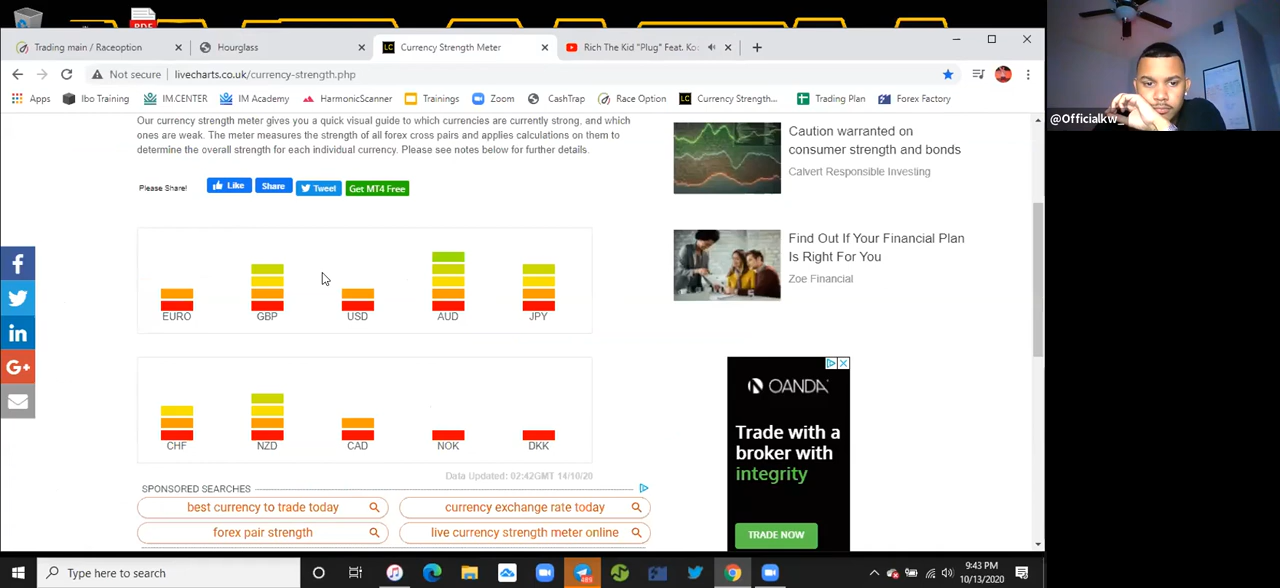 PDF
Trading main / Raceoption
Hourglass
LC
Currency Strength Meter
Rich The Kid "Plug" Feat. Ko
Not secure
livecharts.co.uk/currency-strength.php
Apps
Ibo Training
IM.CENTER
IM Academy
HarmonicScanner
Trainings
Zoom
CashTrap
Race Option
LC
Currency Strength...
Trading Plan
Forex Factory
@Officialkw_
Our currency strength meter gives you a quick visual guide to which currencies are currently strong, and which
ones are weak. The meter measures the strength of all forex cross pairs and applies calculations on them to
determine the overall strength for each individual currency. Please see notes below for further details.
Please Share!
Like
Share
Tweet
Get MT4 Free
EURO
GBP
USD
AUD
JPY
CHF
NZD
CAD
NOK
DKK
Data Updated: 02:42GMT 14/10/20
SPONSORED SEARCHES
best currency to trade today
currency exchange rate today
forex pair strength
live currency strength meter online
Caution warranted on
consumer strength and bonds
Calvert Responsible Investing
Find Out If Your Financial Plan
Is Right For You
Zoe Financial
OANDA
Trade with a
broker with
integrity
TRADE NOW
f
in
G+
Type here to search
9:43 PM
10/13/2020